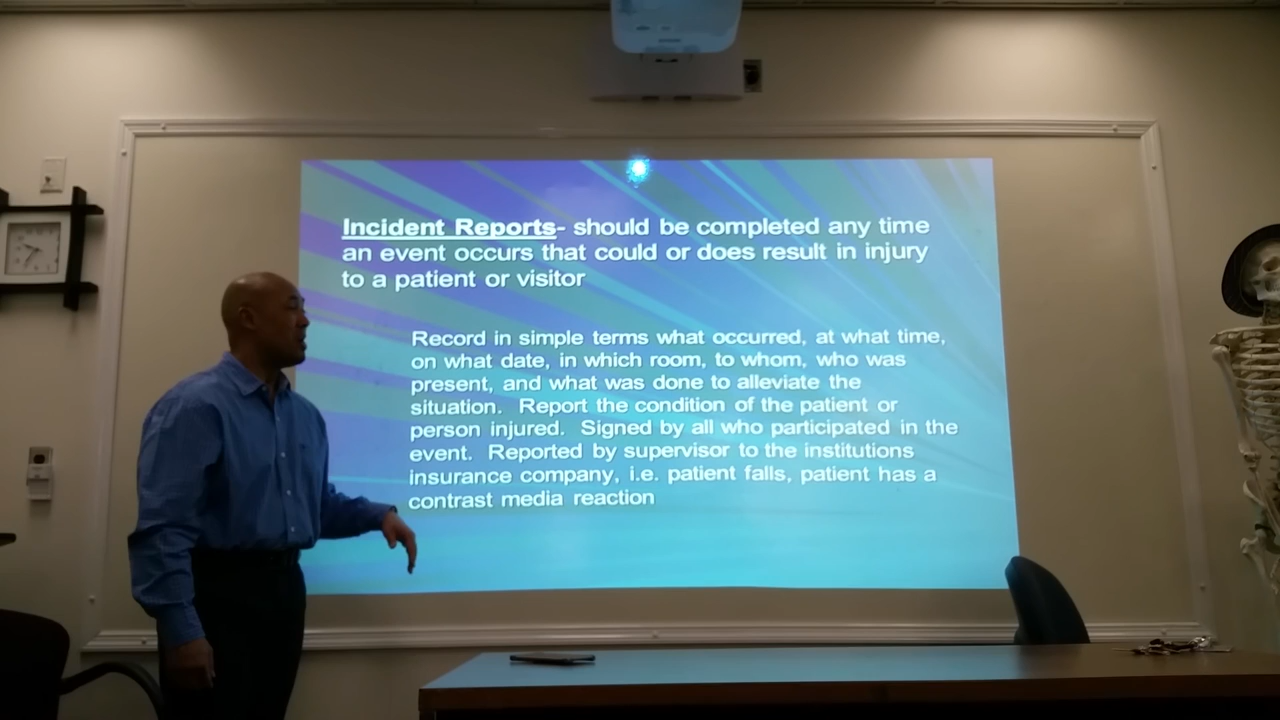 Incident Reports- should be completed any time
an event occurs that could or does result in injury
to a patient or visitor
Record in simple terms what occurred, at what time,
on what date, in which room, to whom, who was
present, and what was done to alleviate the
situation.  Report the condition of the patient or
person injured.  Signed by all who participated in the
event.  Reported by supervisor to the institutions
insurance company, i.e. patient falls, patient has a
contrast media reaction